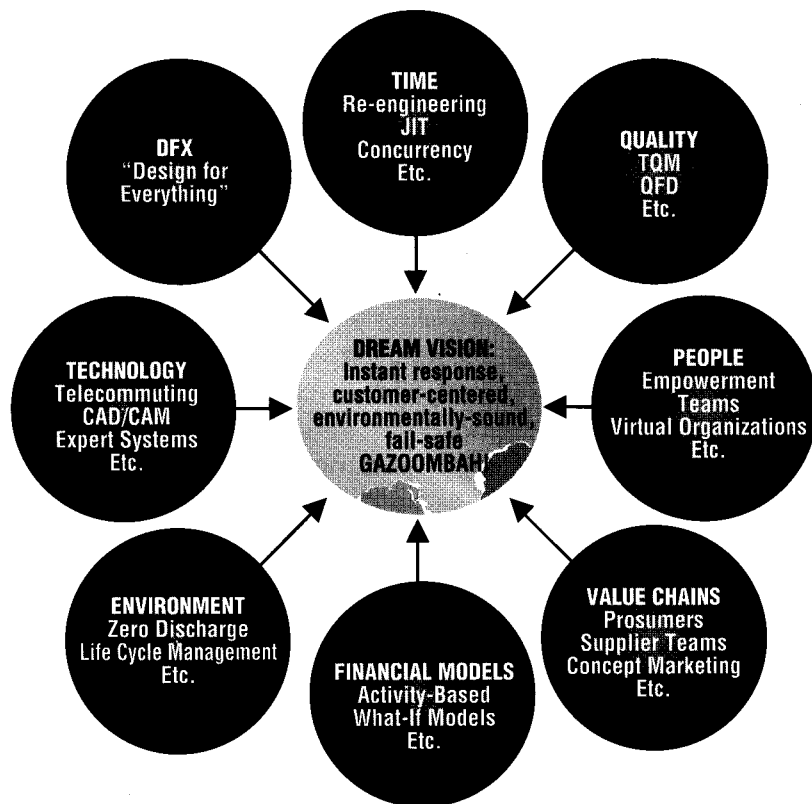 TIME
Re-engineering
JIT
Concurrency
Etc.
DFX
"Design for
Everything"
QUALITY
TQM
QFD
Etc.
DREAM VISION:
Instant response,
customer-centered,
environmentally-sound,
fail-safe
GAZOOMBAH!
TECHNOLOGY
Telecommuting
CAD/CAM
Expert Systems
Etc.
PEOPLE
Empowerment
Teams
Virtual Organizations
Etc.
ENVIRONMENT
Zero Discharge
Life Cycle Management
Etc.
FINANCIAL MODELS
Activity-Based
What-If Models
Etc.
VALUE CHAINS
Prosumers
Supplier Teams
Concept Marketing
Etc.